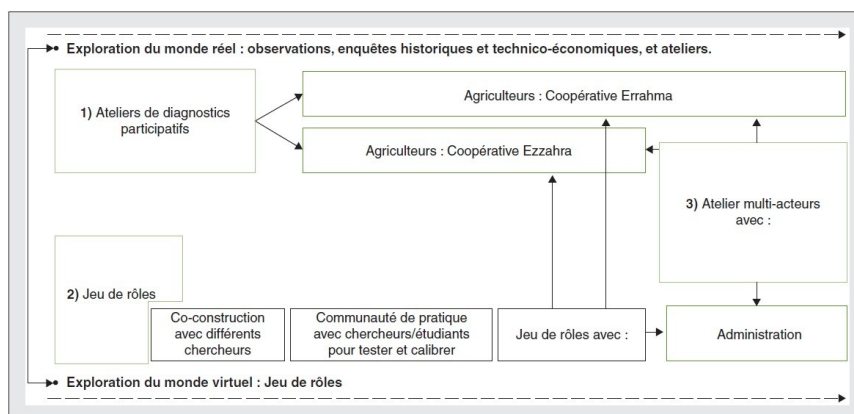 Exploration du monde réel : observations, enquêtes historiques et technico-économiques, et ateliers.
1) Ateliers de diagnostics
participatifs
Agriculteurs : Coopérative Errahma
Agriculteurs : Coopérative Ezzahra
3) Atelier multi-acteurs
avec :
2) Jeu de rôles
Co-construction
avec différents
chercheurs
Communauté de pratique
avec chercheurs/étudiants
pour tester et calibrer
Jeu de rôles avec :
Administration
Exploration du monde virtuel : Jeu de rôles